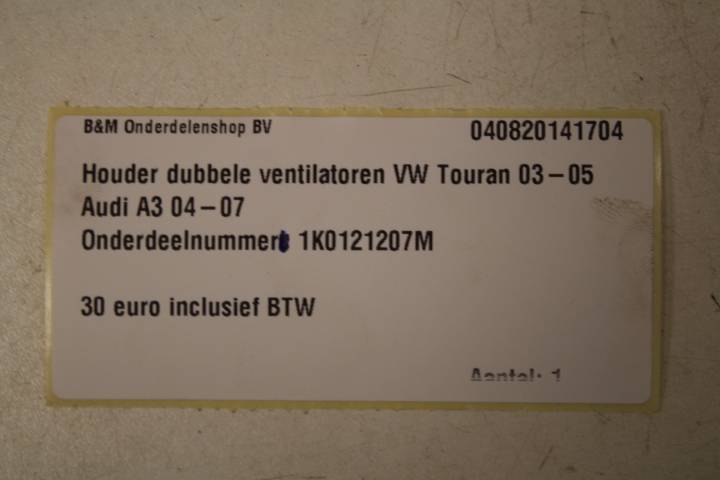 B&M Onderdelenshop BV 040820141704
Houder dubbele ventilatoren VW Touran 03-05
Audi A3 04-07
Onderdeelnummer: 1K0121207M
30 euro inclusief BTW
Aantal: 1